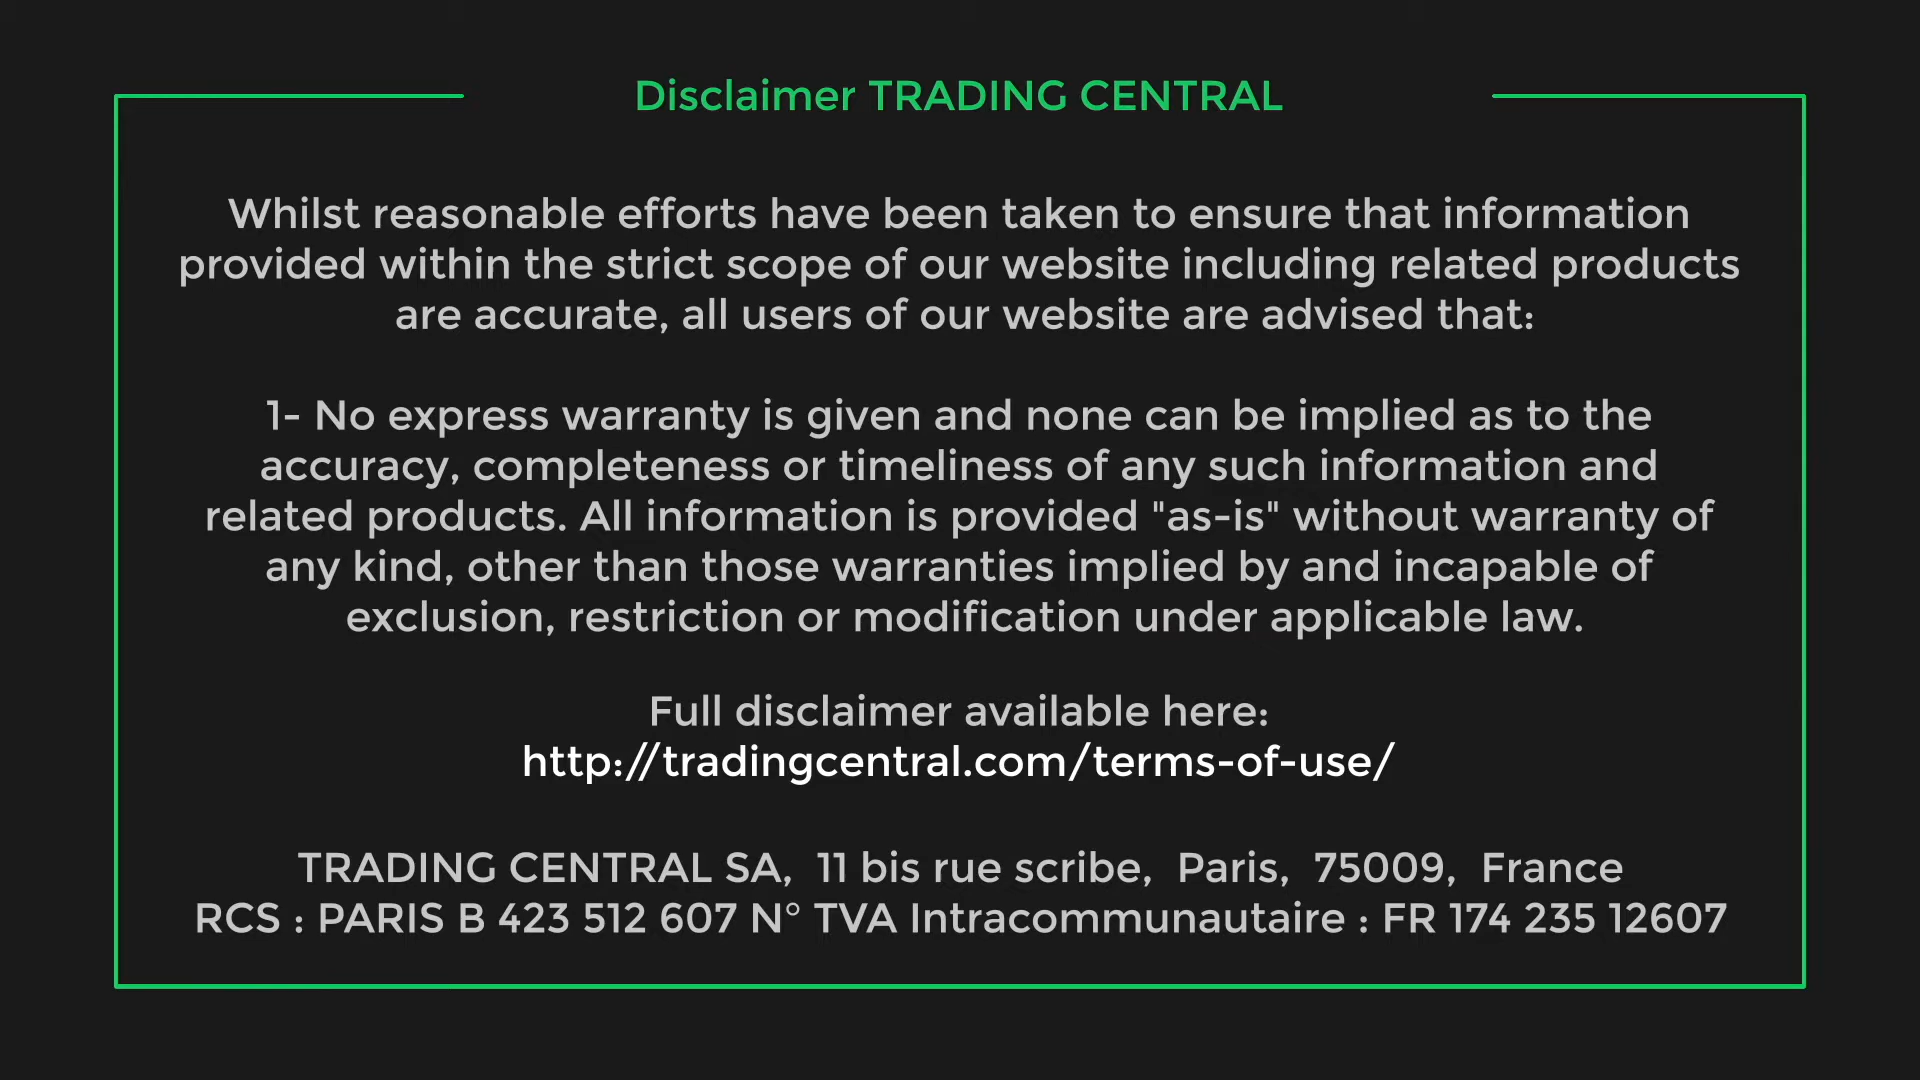 Disclaimer TRADING CENTRAL
Whilst reasonable efforts have been taken to ensure that information
provided within the strict scope of our website including related products
are accurate, all users of our website are advised that:
1- No express warranty is given and none can be implied as to the
accuracy, completeness or timeliness of any such information and
related products. All information is provided "as-is" without warranty of
any kind, other than those warranties implied by and incapable of
exclusion, restriction or modification under applicable law.
Full disclaimer available here:
http://tradingcentral.com/terms-of-use/
TRADING CENTRAL SA,  11 bis rue scribe,  Paris,  75009,  France
RCS : PARIS B 423 512 607 N° TVA Intracommunautaire : FR 174 235 12607